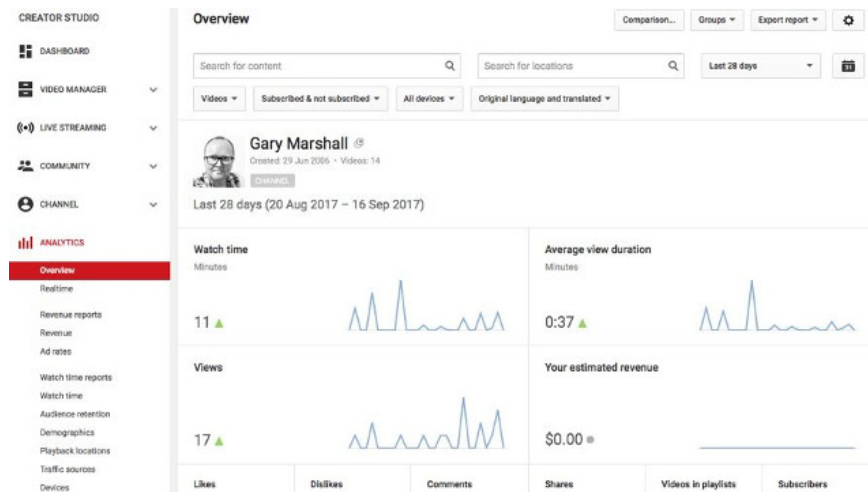 CREATOR STUDIO
DASHBOARD
VIDEO MANAGER
LIVE STREAMING
COMMUNITY
CHANNEL
ANALYTICS
Overview
Realtime
Revenue reports
Revenue
Ad rates
Watch time reports
Watch time
Audience retention
Demographics
Playback locations
Traffic sources
Devices
Overview
Comparison... Groups Export report
Search for content Search for locations Last 28 days 31
Videos Subscribed & not subscribed All devices Original language and translated
Gary Marshall
Created: 29 Jun 2006 • Videos: 14
CHANNEL
Last 28 days (20 Aug 2017 – 16 Sep 2017)
Watch time
Minutes
11
Average view duration
Minutes
0:37
Views
17
Your estimated revenue
$0.00
Likes Dislikes Comments Shares Videos in playlists Subscribers